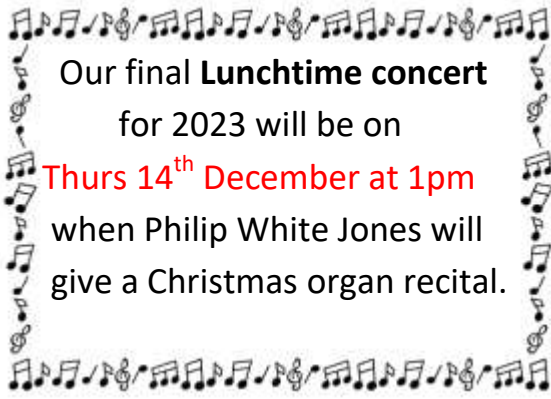 Our final Lunchtime concert
for 2023 will be on
Thurs 14th December at 1pm
when Philip White Jones will
give a Christmas organ recital.